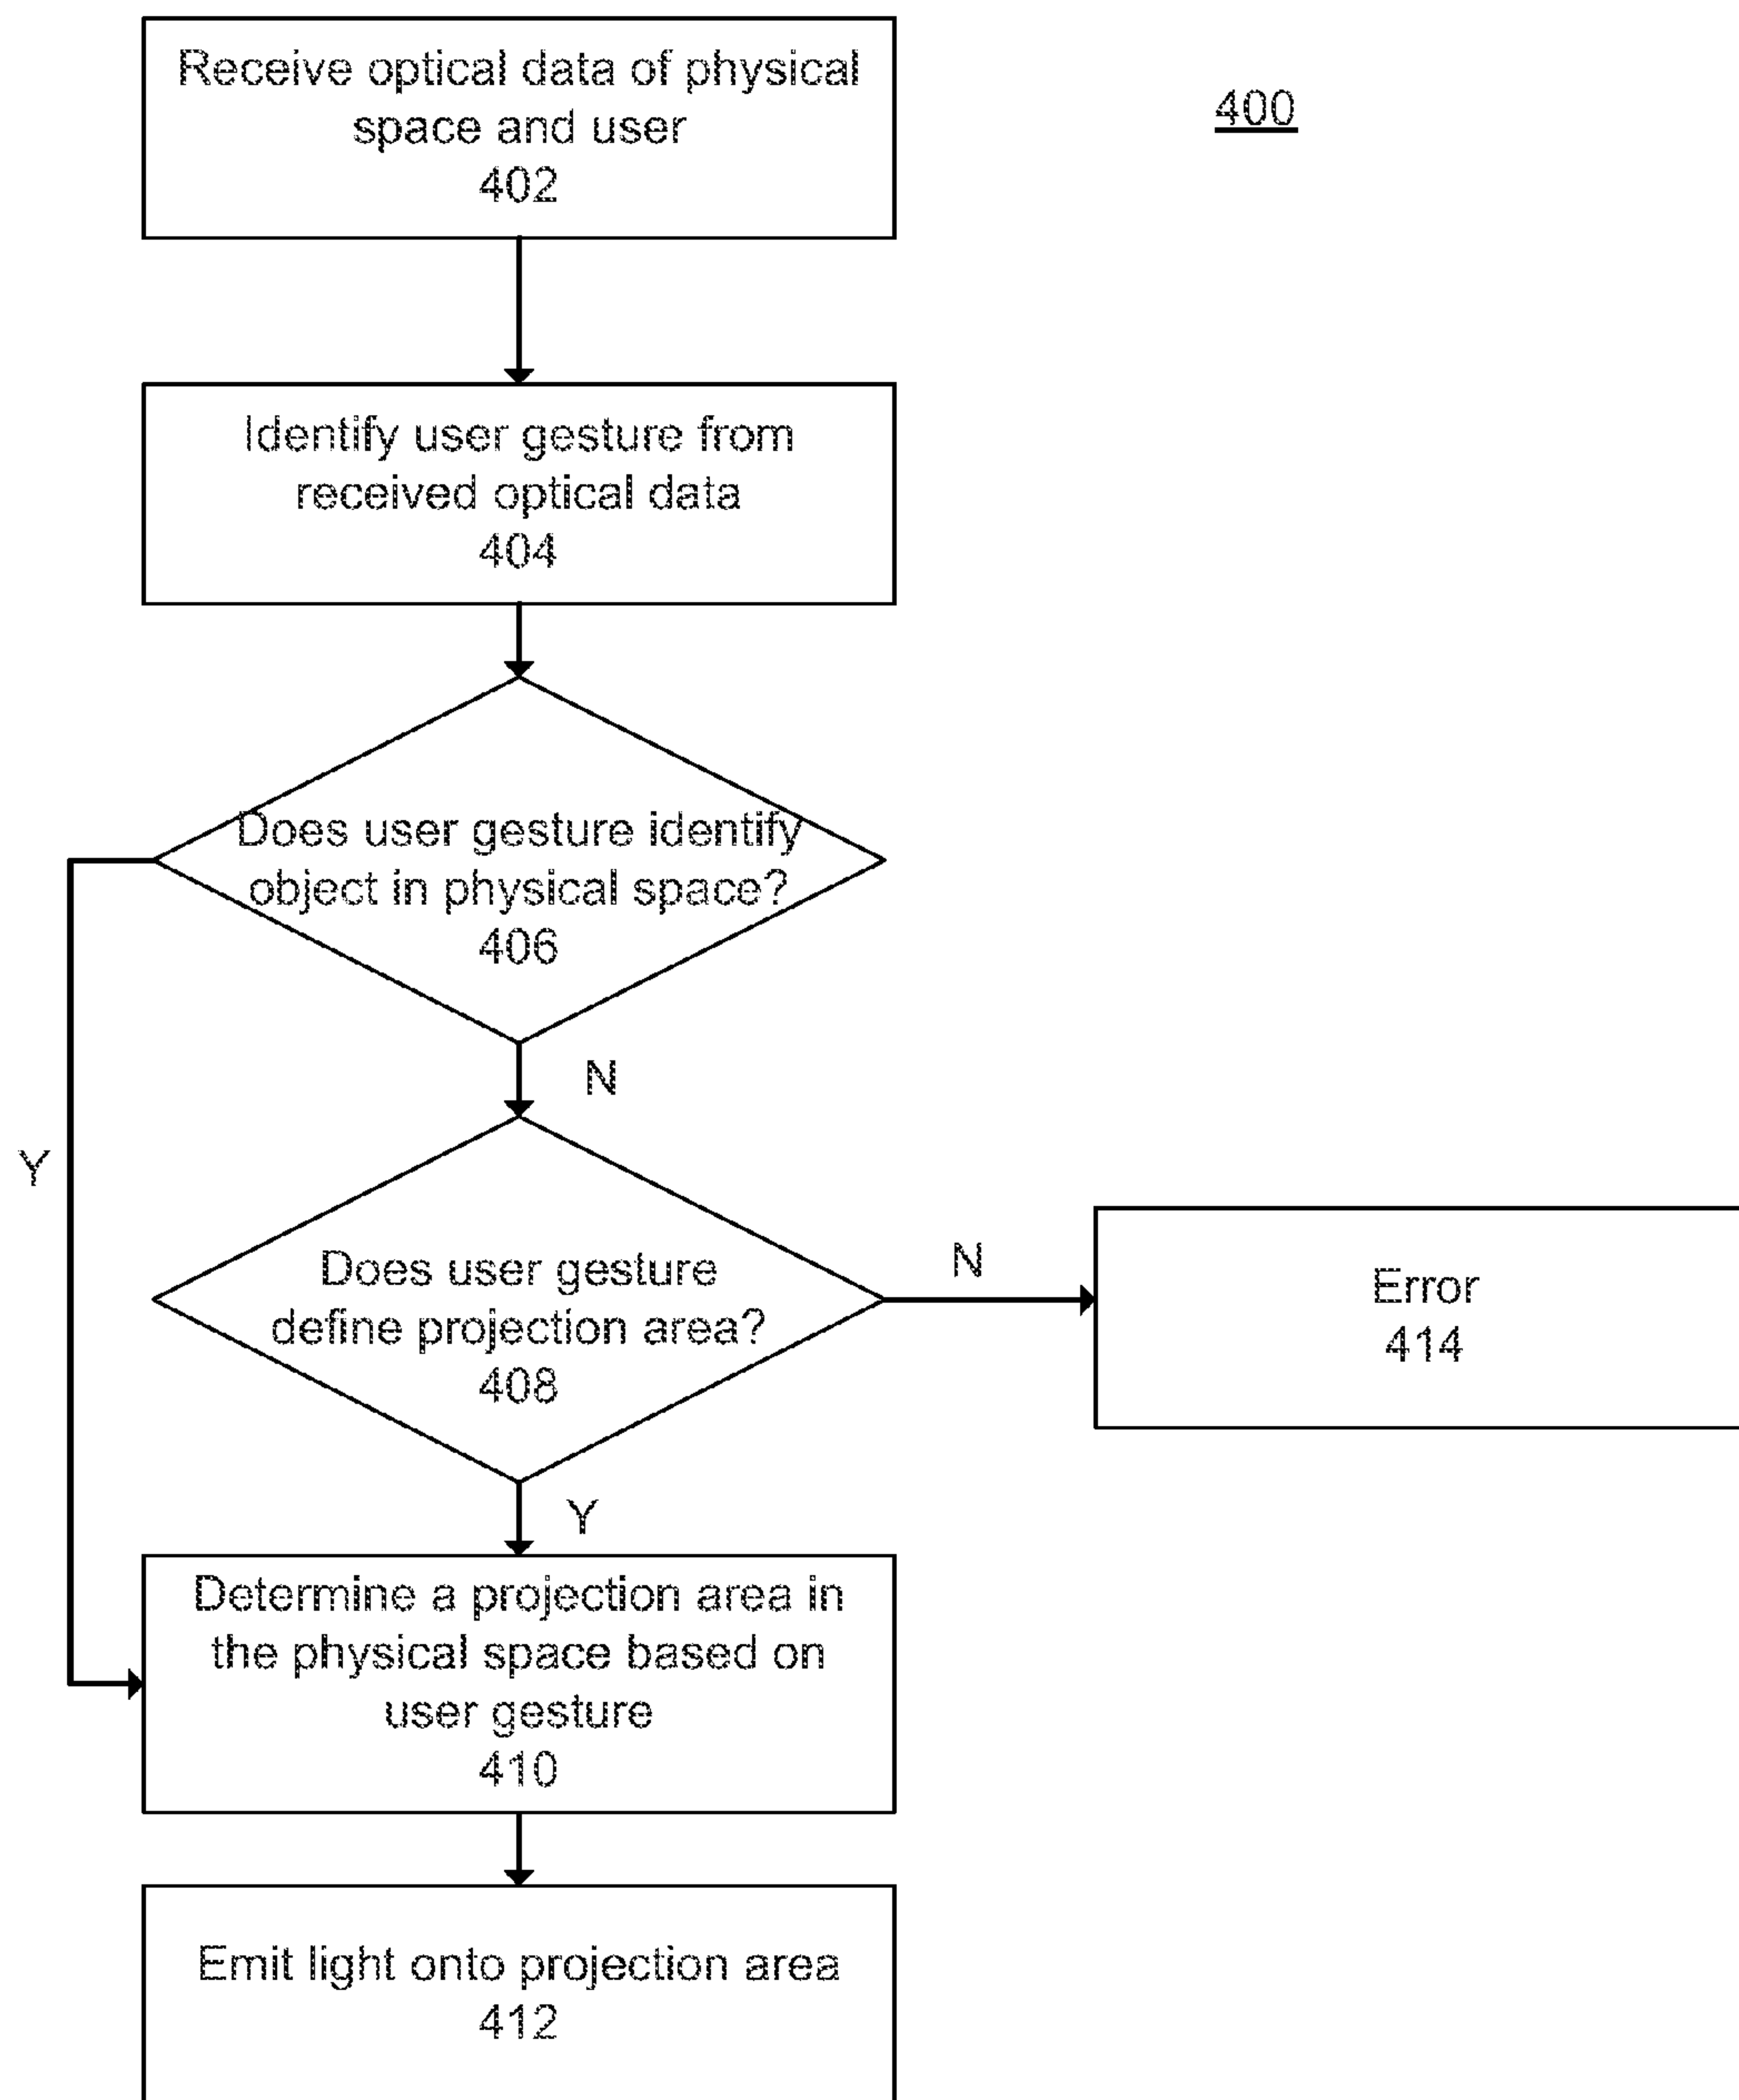 Receive optical data of physical
space and user
402
400
Identify user gesture from
received optical data
404
Does user gesture identify
object in physical space?
406
N
Y
Does user gesture
define projection area?
408
N
Error
414
Y
Determine a projection area in
the physical space based on
user gesture
410
Emit light onto projection area
412